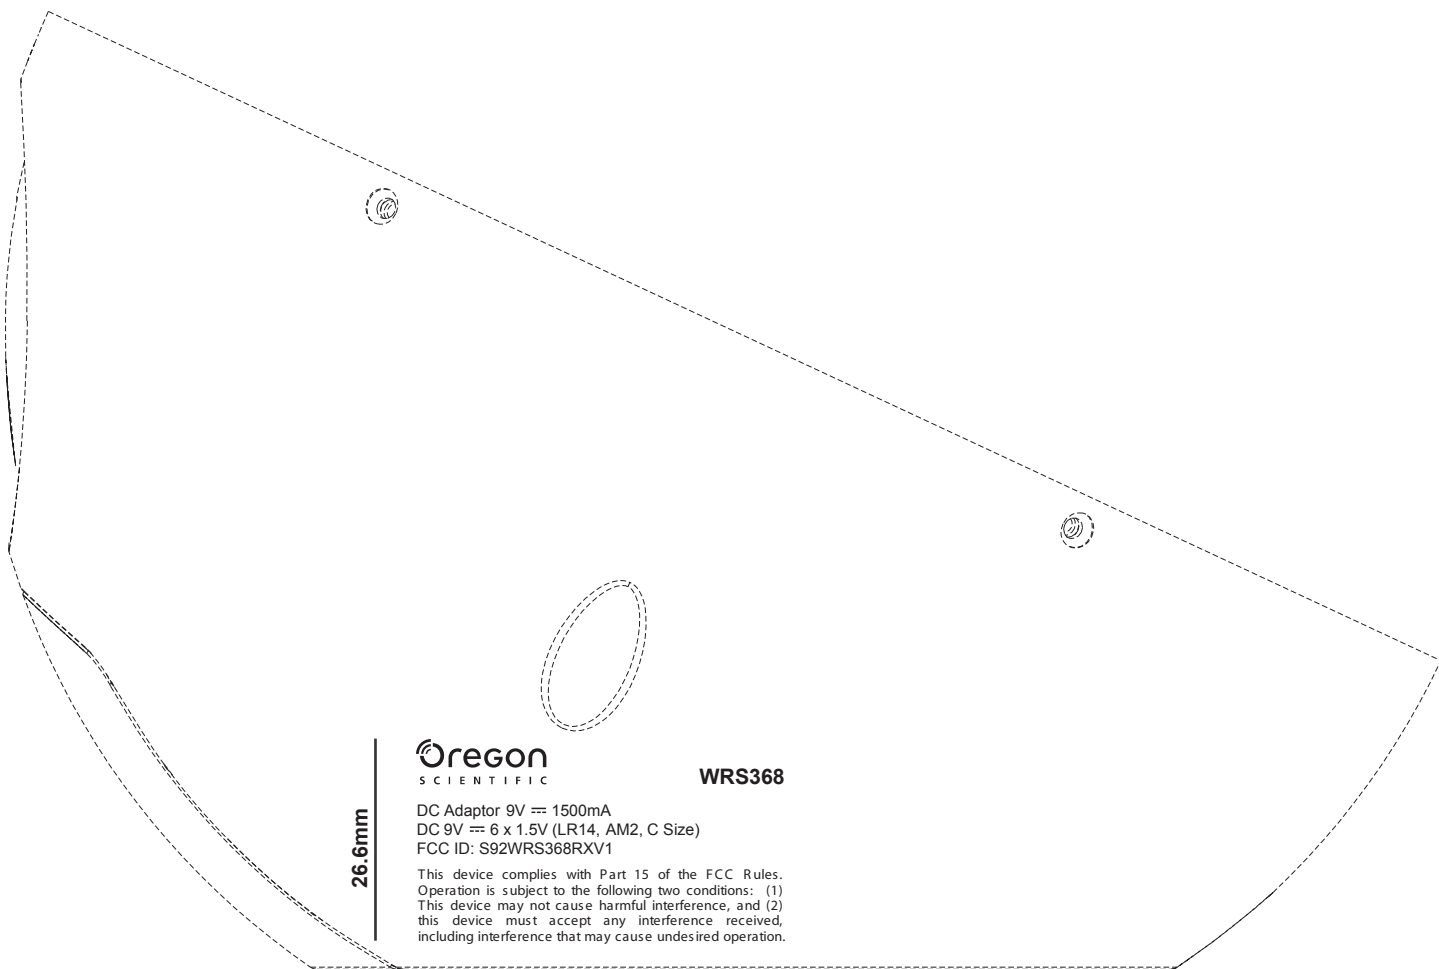 Oregon
SCIENTIFIC
WRS368
DC Adaptor 9V ⎓ 1500mA
DC 9V ⎓ 6 x 1.5V (LR14, AM2, C Size)
FCC ID: S92WRS368RXV1
This device complies with Part 15 of the FCC Rules.
Operation is subject to the following two conditions: (1)
This device may not cause harmful interference, and (2)
this device must accept any interference received,
including interference that may cause undesired operation.
26.6mm